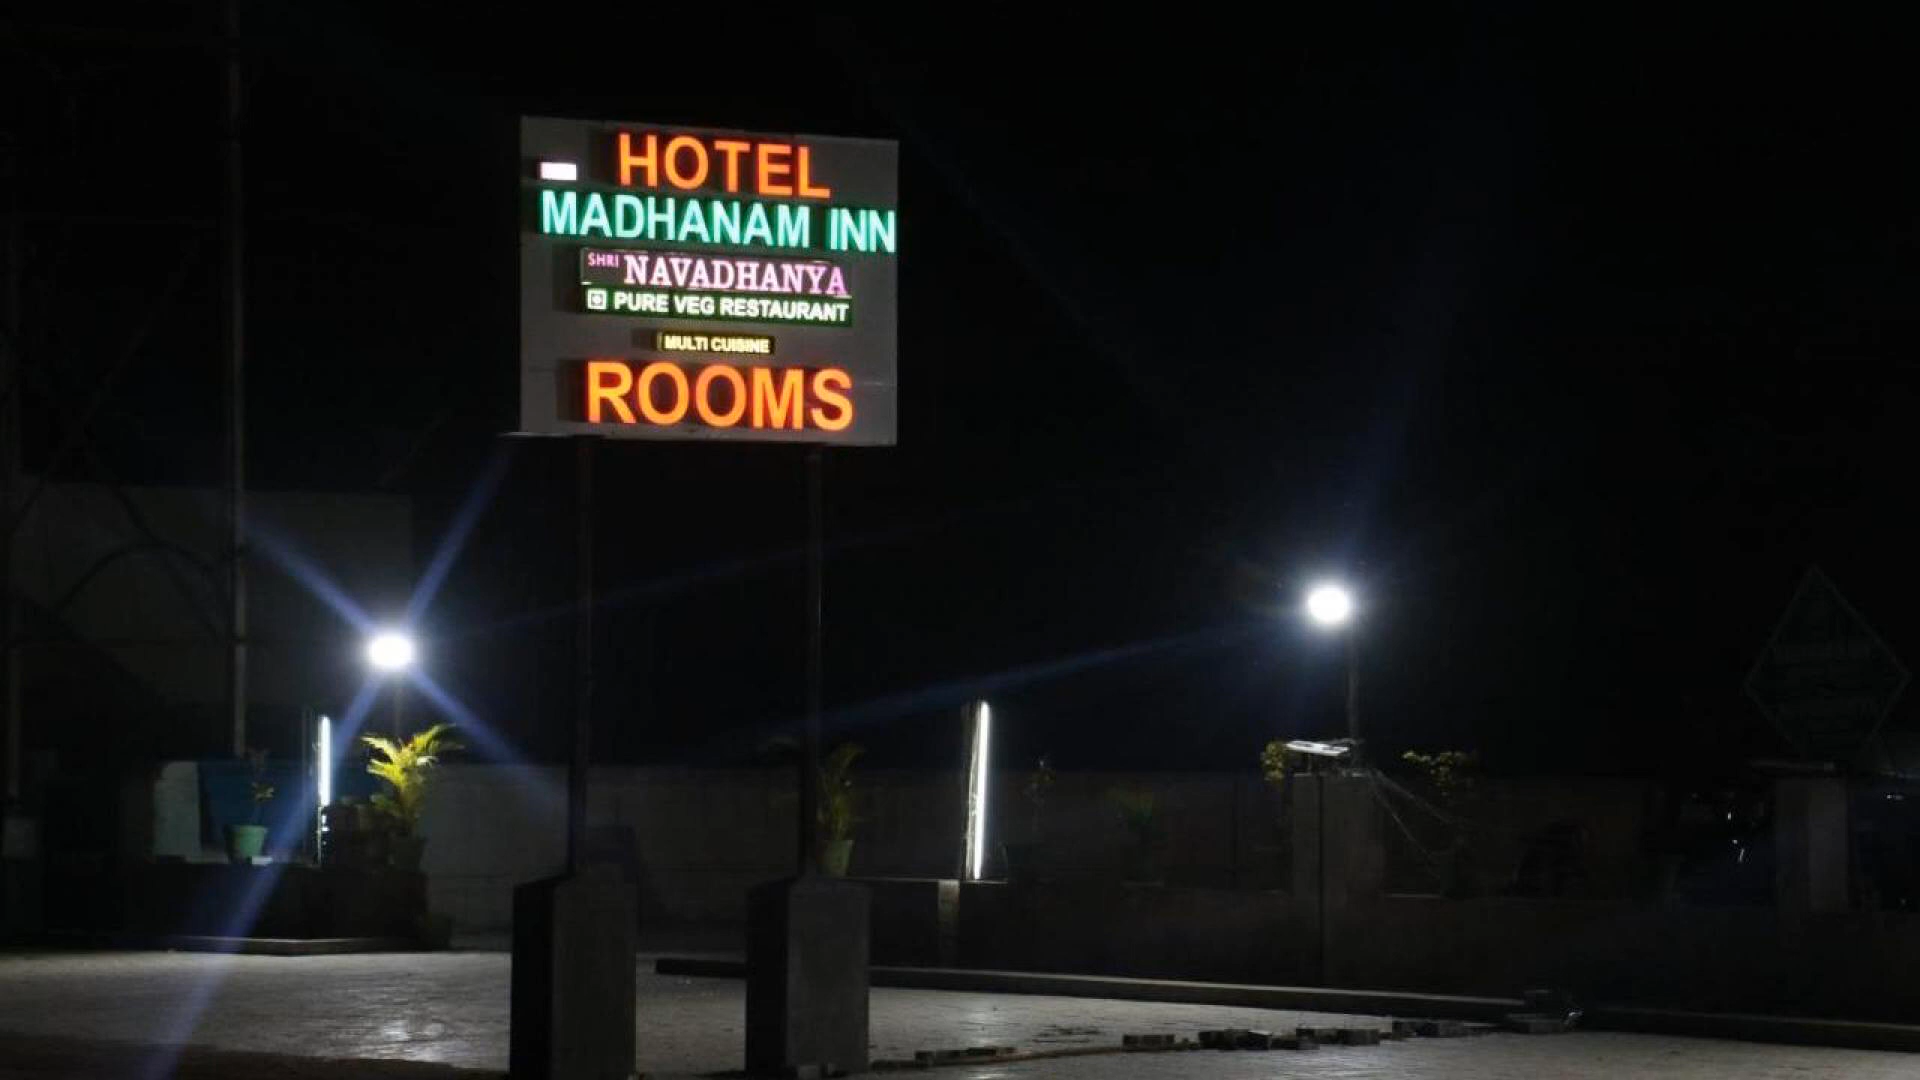 HOTEL
MADHANAM INN
SHRI NAVADHANYA
PURE VEG RESTAURANT
MULTI CUISINE
ROOMS